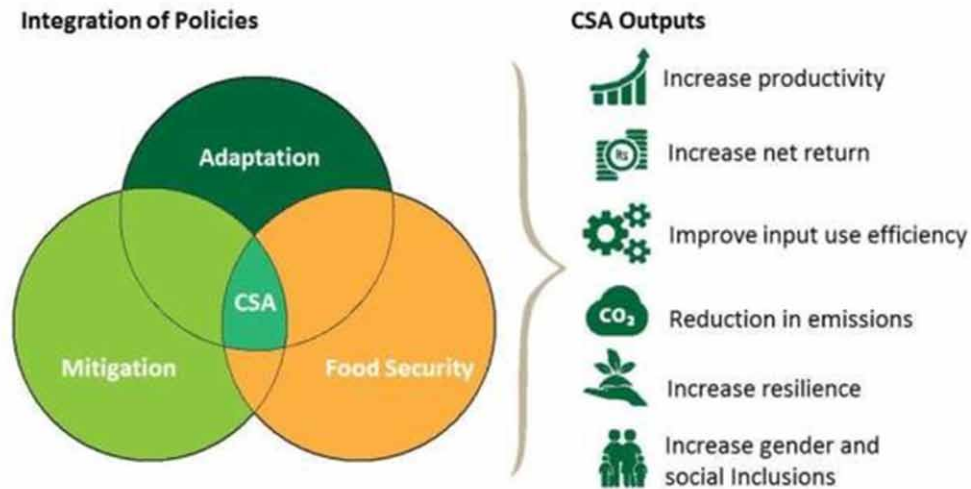 Integration of Policies
Adaptation
CSA
Mitigation
Food Security
CSA Outputs
Increase productivity
Rs
Increase net return
Improve input use efficiency
CO₂
Reduction in emissions
Increase resilience
Increase gender and
social Inclusions